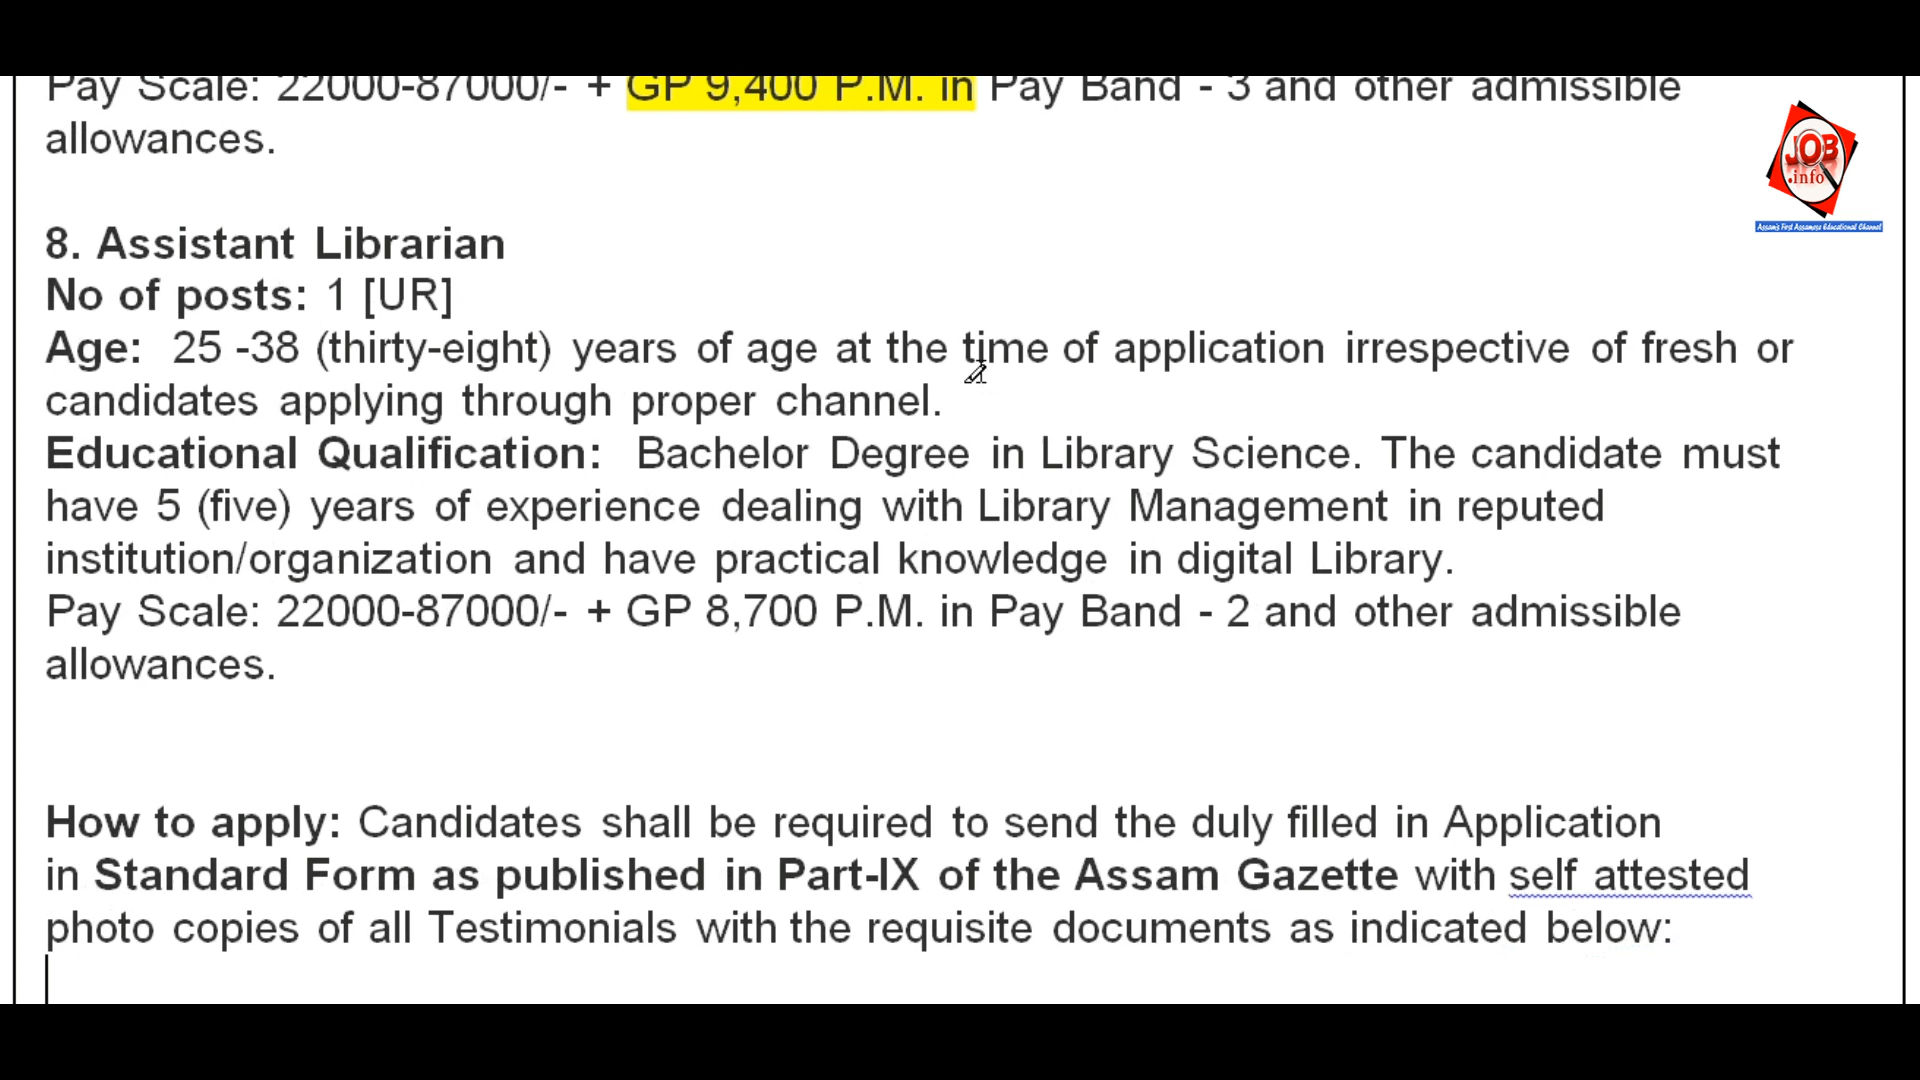 Pay Scale: 22000-87000/- + GP 9,400 P.M. in Pay Band - 3 and other admissible
allowances.
JOB
.info
Assam's First Assamese Educational Channel
8. Assistant Librarian
No of posts: 1 [UR]
Age: 25 -38 (thirty-eight) years of age at the time of application irrespective of fresh or
candidates applying through proper channel.
Educational Qualification: Bachelor Degree in Library Science. The candidate must
have 5 (five) years of experience dealing with Library Management in reputed
institution/organization and have practical knowledge in digital Library.
Pay Scale: 22000-87000/- + GP 8,700 P.M. in Pay Band - 2 and other admissible
allowances.
How to apply: Candidates shall be required to send the duly filled in Application
in Standard Form as published in Part-IX of the Assam Gazette with self attested
photo copies of all Testimonials with the requisite documents as indicated below: